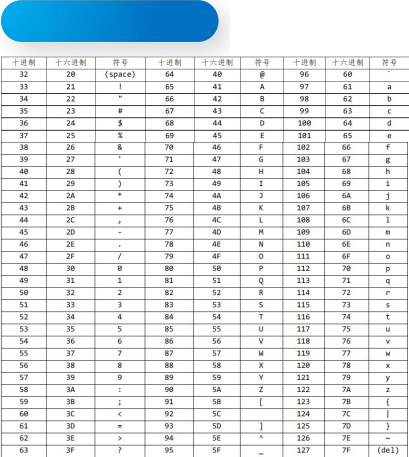 十进制 十六进制 符号 十进制 十六进制 符号 十进制 十六进制 符号
32 20 (space) 64 40 @ 96 60 `
33 21 ! 65 41 A 97 61 a
34 22 " 66 42 B 98 62 b
35 23 # 67 43 C 99 63 c
36 24 $ 68 44 D 100 64 d
37 25 % 69 45 E 101 65 e
38 26 & 70 46 F 102 66 f
39 27 ' 71 47 G 103 67 g
40 28 ( 72 48 H 104 68 h
41 29 ) 73 49 I 105 69 i
42 2A * 74 4A J 106 6A j
43 2B + 75 4B K 107 6B k
44 2C , 76 4C L 108 6C l
45 2D - 77 4D M 109 6D m
46 2E . 78 4E N 110 6E n
47 2F / 79 4F O 111 6F o
48 30 0 80 50 P 112 70 p
49 31 1 81 51 Q 113 71 q
50 32 2 82 52 R 114 72 r
51 33 3 83 53 S 115 73 s
52 34 4 84 54 T 116 74 t
53 35 5 85 55 U 117 75 u
54 36 6 86 56 V 118 76 v
55 37 7 87 57 W 119 77 w
56 38 8 88 58 X 120 78 x
57 39 9 89 59 Y 121 79 y
58 3A : 90 5A Z 122 7A z
59 3B ; 91 5B [ 123 7B {
60 3C < 92 5C 124 7C |
61 3D = 93 5D ] 125 7D }
62 3E > 94 5E ^ 126 7E ~
63 3F ? 95 5F _ 127 7F (del)